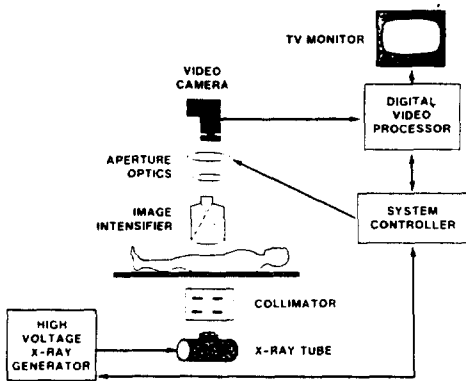 TV MONITOR
VIDEO
CAMERA
DIGITAL
VIDEO
PROCESSOR
APERTURE
OPTICS
IMAGE
INTENSIFIER
SYSTEM
CONTROLLER
COLLIMATOR
HIGH
VOLTAGE
X-RAY
GENERATOR
X-RAY TUBE